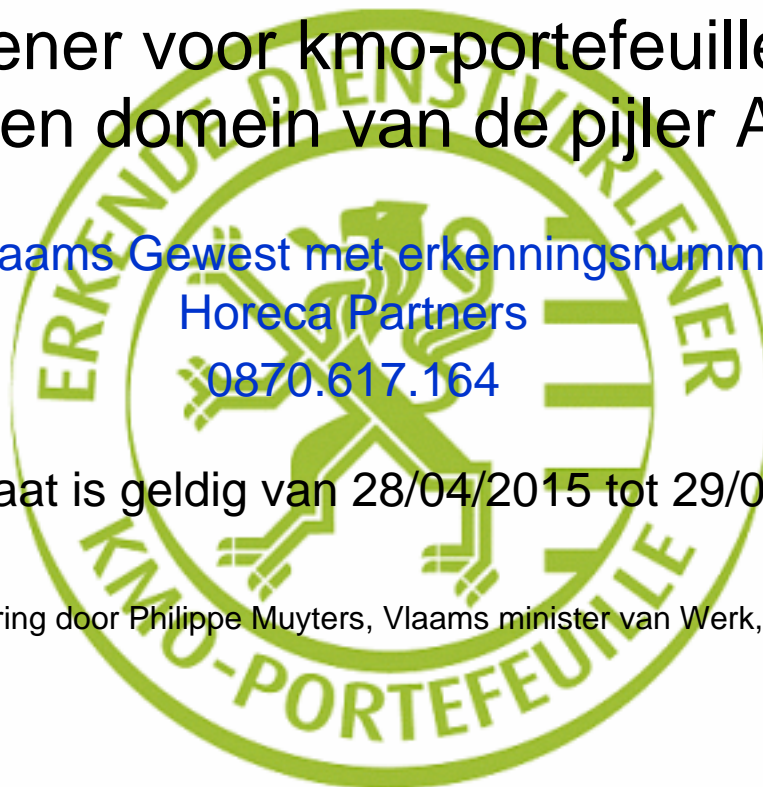 ener voor kmo-portefeuille
en domein van de pijler A
ERKENDE DIENSTVERLENER
aams Gewest met erkenningsnumm
Horeca Partners
0870.617.164
aat is geldig van 28/04/2015 tot 29/0
ring door Philippe Muyters, Vlaams minister van Werk,
KMO-PORTEFEUILLE